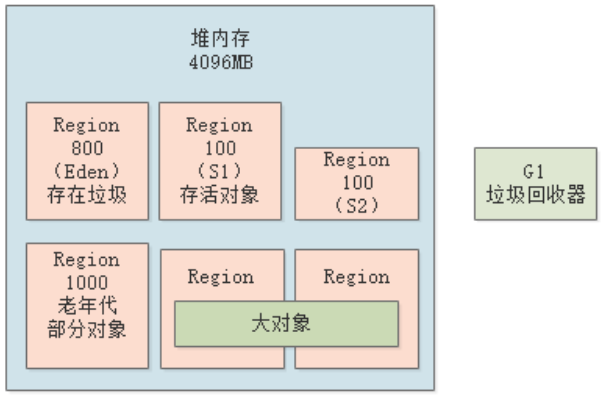 堆内存
4096MB
Region
800
（Eden）
存在垃圾
Region
100
（S1）
存活对象
Region
100
（S2）
G1
垃圾回收器
Region
1000
老年代
部分对象
Region
Region
大对象